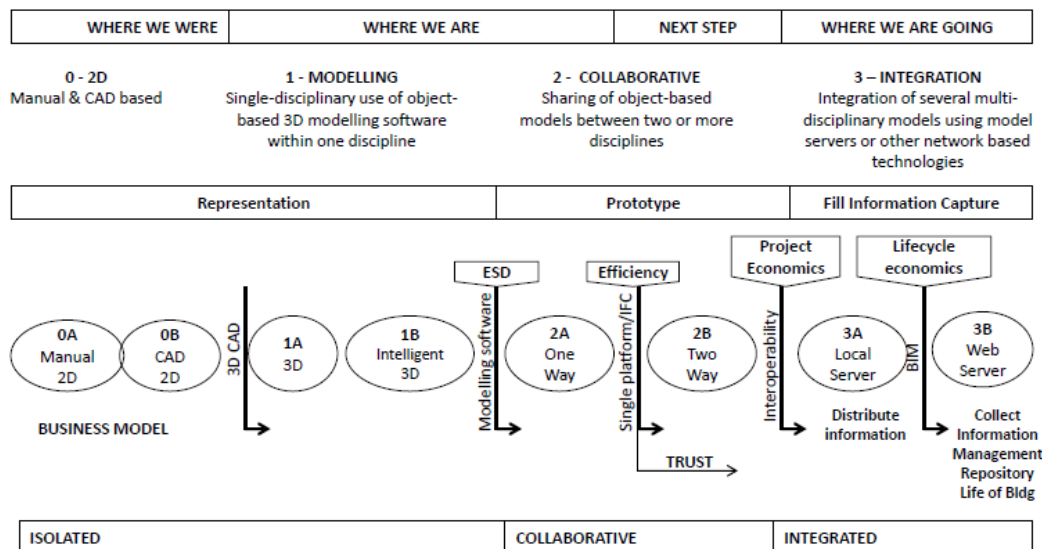 WHERE WE WERE
WHERE WE ARE
NEXT STEP
WHERE WE ARE GOING
0 - 2D
Manual & CAD based
1 - MODELLING
Single-disciplinary use of object-
based 3D modelling software
within one discipline
2 - COLLABORATIVE
Sharing of object-based
models between two or more
disciplines
3 – INTEGRATION
Integration of several multi-
disciplinary models using model
servers or other network based
technologies
Representation
Prototype
Fill Information Capture
ESD
Efficiency
Project
Economics
Lifecycle
economics
0A
Manual
2D
0B
CAD
2D
3D CAD
1A
3D
1B
Intelligent
3D
Modelling software
2A
One
Way
Single platform/IFC
2B
Two
Way
Interoperability
3A
Local
Server
BIM
3B
Web
Server
BUSINESS MODEL
TRUST
Distribute
information
Collect
Information
Management
Repository
Life of Bldg
ISOLATED
COLLABORATIVE
INTEGRATED